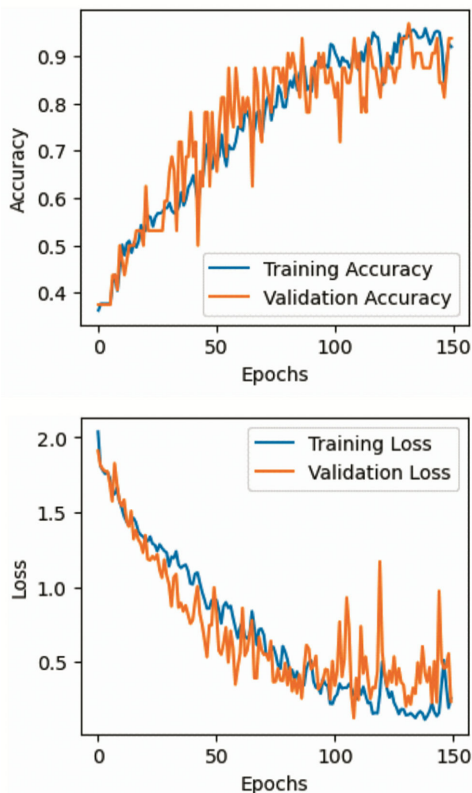 0.9
0.8
0.7
0.6
0.5
0.4
Accuracy
Training Accuracy
Validation Accuracy
0 50 100 150
Epochs
2.0
1.5
1.0
0.5
Loss
Training Loss
Validation Loss
0 50 100 150
Epochs